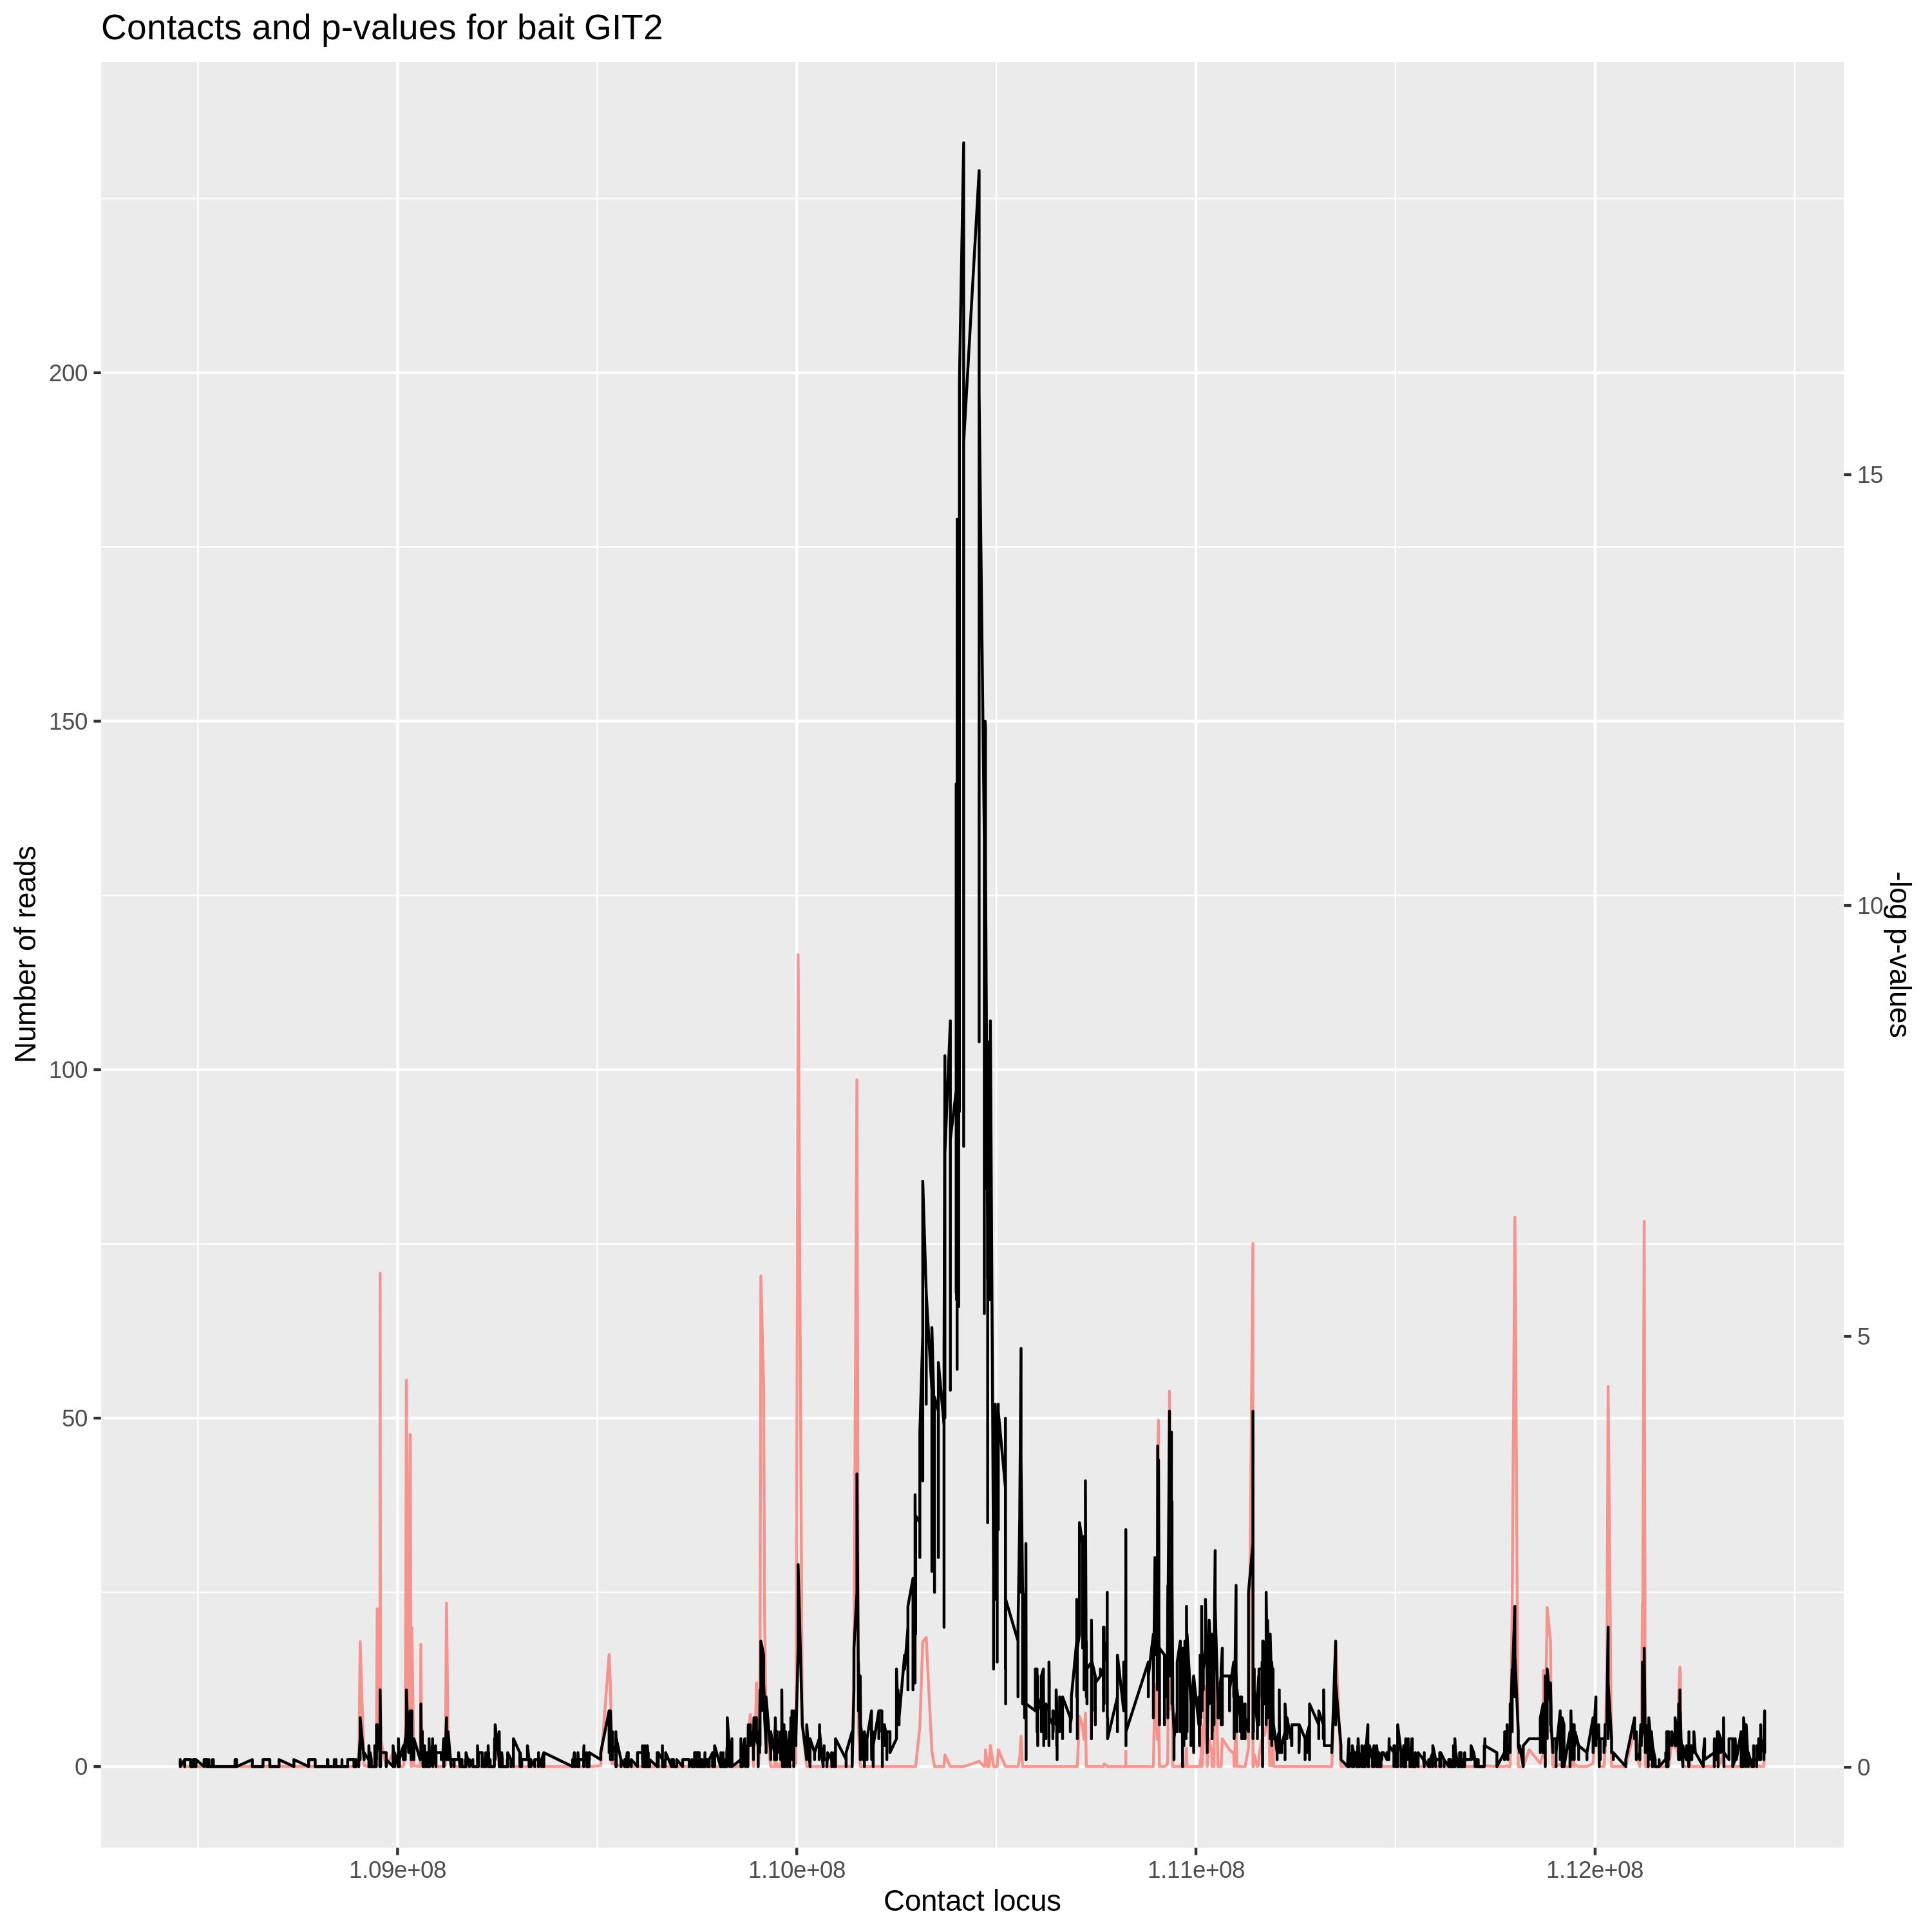 Contacts and p-values for bait GIT2
Number of reads
200
150
100
50
0
15
10
5
0
-log p-values
1.09e+08
1.10e+08
1.11e+08
1.12e+08
Contact locus